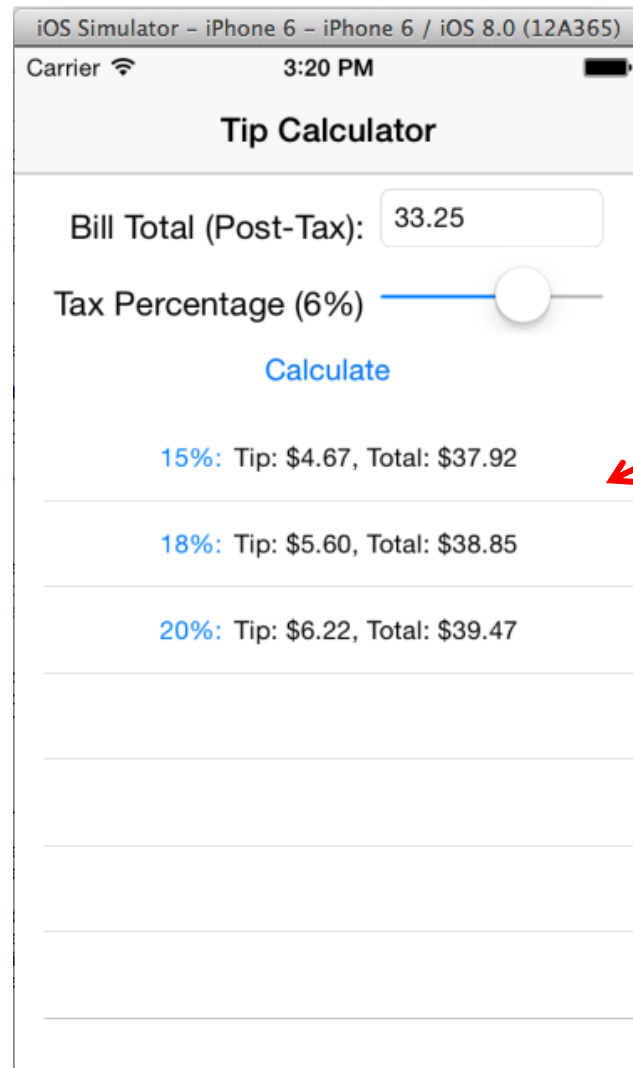 iOS Simulator – iPhone 6 – iPhone 6 / iOS 8.0 (12A365)
Carrier 3:20 PM
Tip Calculator
Bill Total (Post-Tax): 33.25
Tax Percentage (6%)
Calculate
15%: Tip: $4.67, Total: $37.92
18%: Tip: $5.60, Total: $38.85
20%: Tip: $6.22, Total: $39.47